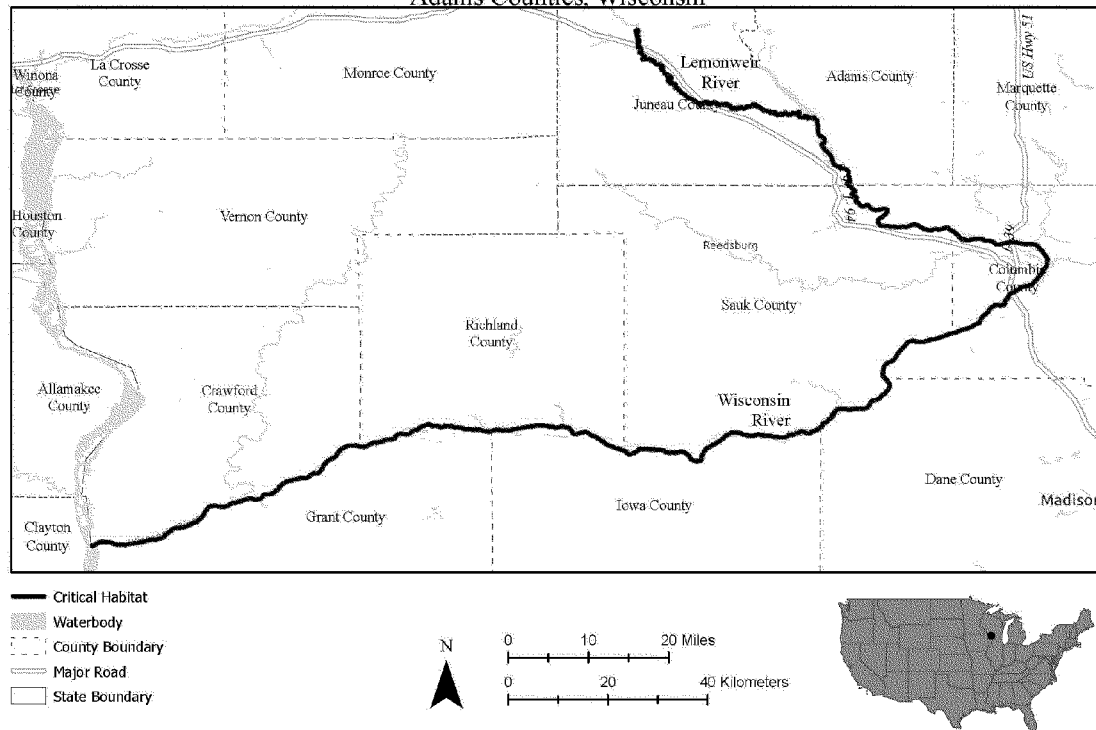 Adams Counties, Wisconsin
La Crosse
County
Winona
County
Monroe County
Lemonweir
River
Juneau County
Adams County
US Hwy 51
Marquette
County
Houston
County
Vernon County
Reedsburg
Columbia
County
Sauk County
Richland
County
Allamakee
County
Crawford
County
Wisconsin
River
Dane County
Madison
Iowa County
Grant County
Clayton
County
Critical Habitat
Waterbody
County Boundary
Major Road
State Boundary
N
0 10 20 Miles
0 20 40 Kilometers